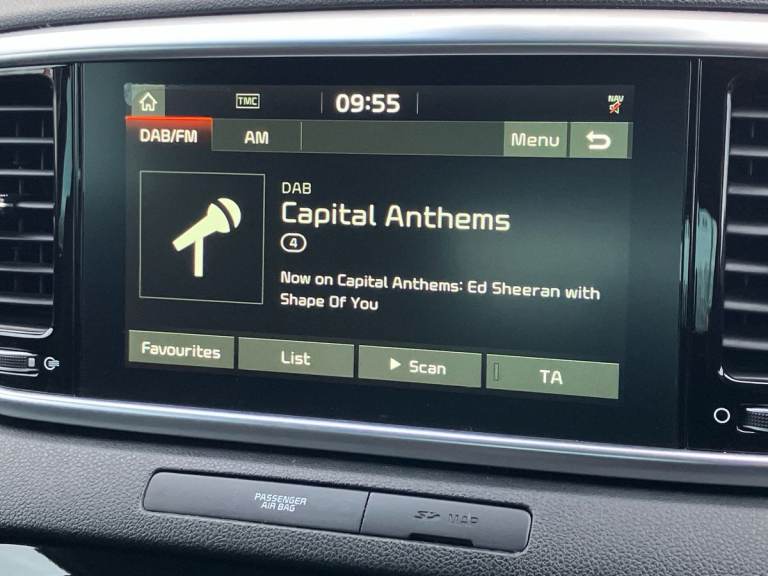 TMC
09:55
NAV
DAB/FM
AM
Menu
DAB
Capital Anthems
4
Now on Capital Anthems: Ed Sheeran with
Shape Of You
Favourites
List
Scan
TA
PASSENGER
AIR BAG
SD MAP